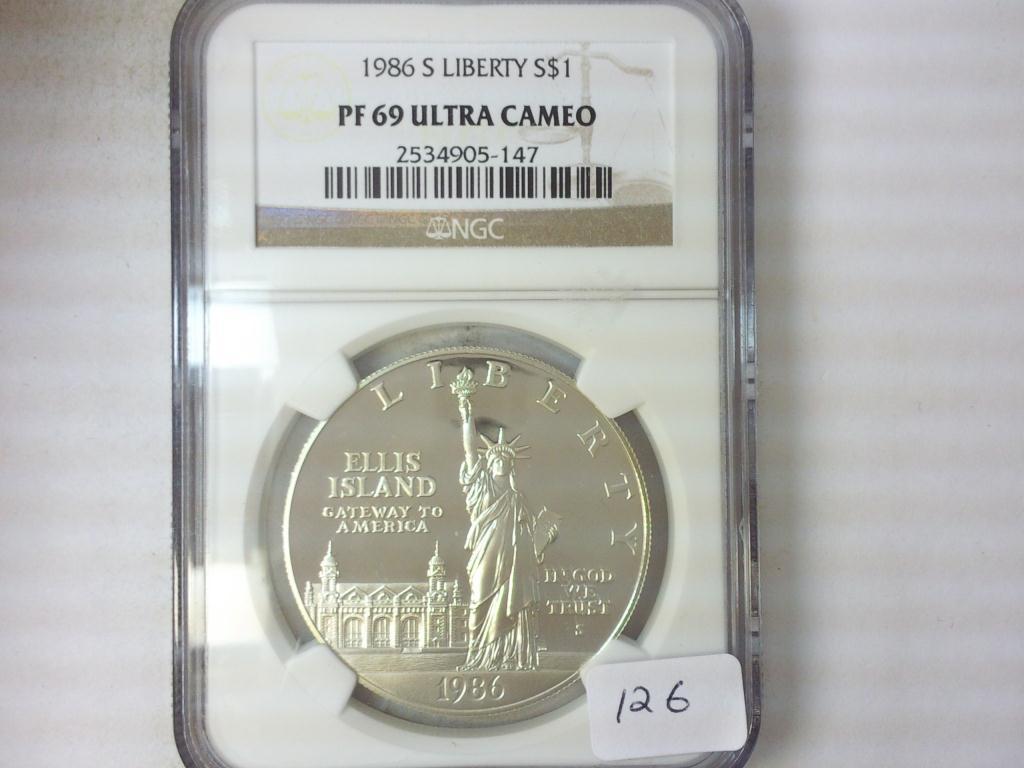 1986 S LIBERTY S$1
PF 69 ULTRA CAMEO
2534905-147
NGC
LIBERTY
ELLIS
ISLAND
GATEWAY TO
AMERICA
IN GOD
WE
TRUST
S
1986
126